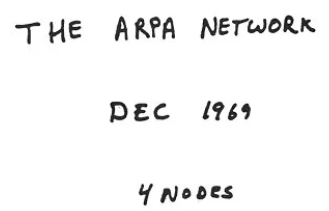 THE ARPA NETWORK
DEC 1969
4 NODES